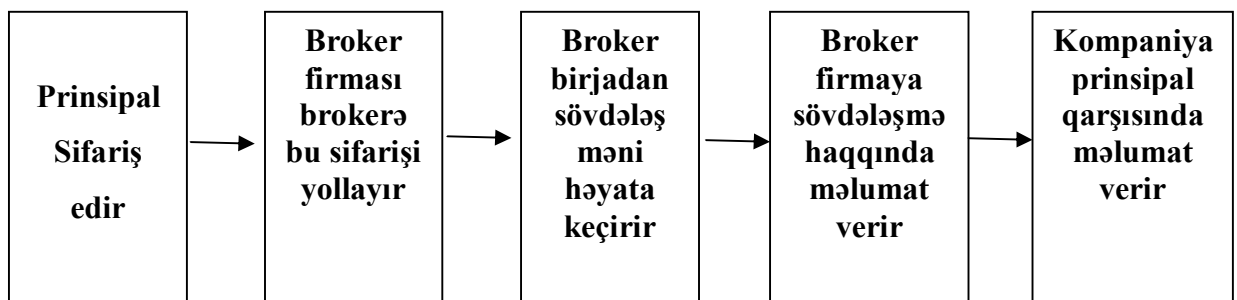 Prinsipal
Sifariş
edir
Broker
firması
brokerə
bu sifarişi
yollayır
Broker
birjadan
sövdələş
məni
həyata
keçirir
Broker
firmaya
sövdələşmə
haqqında
məlumat
verir
Kompaniya
prinsipal
qarşısında
məlumat
verir